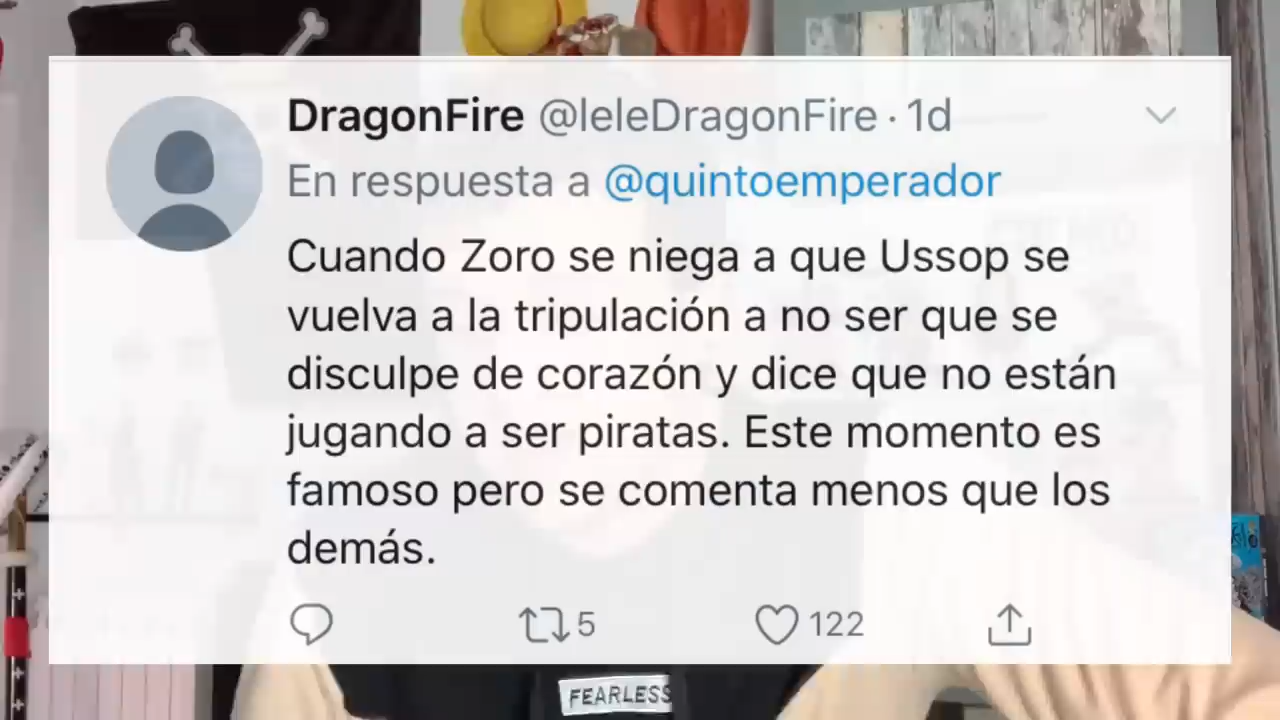 DragonFire @leleDragonFire · 1d
En respuesta a @quintoemperador
Cuando Zoro se niega a que Ussop se
vuelva a la tripulación a no ser que se
disculpe de corazón y dice que no están
jugando a ser piratas. Este momento es
famoso pero se comenta menos que los
demás.
5 122
FEARLESS